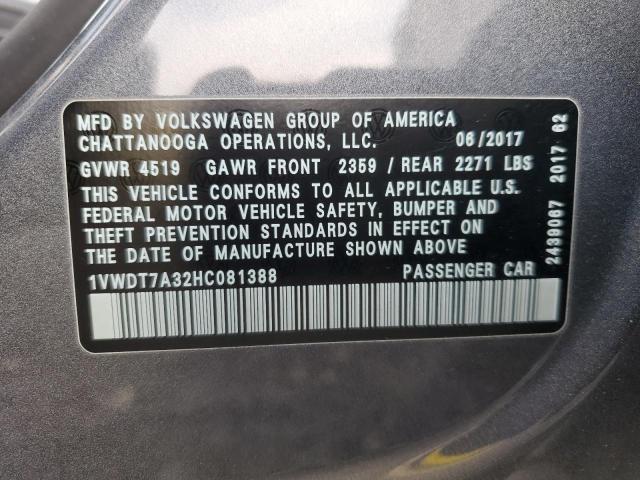 MFD BY VOLKSWAGEN GROUP OF AMERICA
CHATTANOOGA OPERATIONS, LLC. 06/2017
GVWR 4519 GAWR FRONT 2359 / REAR 2271 LBS
THIS VEHICLE CONFORMS TO ALL APPLICABLE U.S.
FEDERAL MOTOR VEHICLE SAFETY, BUMPER AND
THEFT PREVENTION STANDARDS IN EFFECT ON
THE DATE OF MANUFACTURE SHOWN ABOVE
1VWDT7A32HC081388 PASSENGER CAR
2439067 2017 62